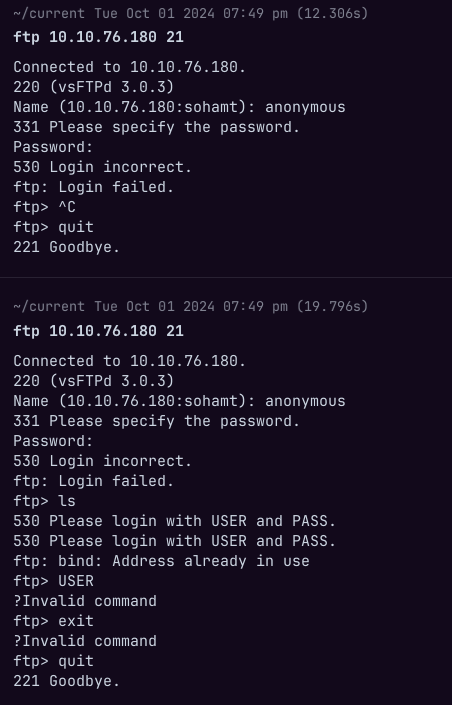 ~/current Tue Oct 01 2024 07:49 pm (12.306s)
ftp 10.10.76.180 21
Connected to 10.10.76.180.
220 (vsFTPd 3.0.3)
Name (10.10.76.180:sohamt): anonymous
331 Please specify the password.
Password:
530 Login incorrect.
ftp: Login failed.
ftp> ^C
ftp> quit
221 Goodbye.
~/current Tue Oct 01 2024 07:49 pm (19.796s)
ftp 10.10.76.180 21
Connected to 10.10.76.180.
220 (vsFTPd 3.0.3)
Name (10.10.76.180:sohamt): anonymous
331 Please specify the password.
Password:
530 Login incorrect.
ftp: Login failed.
ftp> ls
530 Please login with USER and PASS.
530 Please login with USER and PASS.
ftp: bind: Address already in use
ftp> USER
?Invalid command
ftp> exit
?Invalid command
ftp> quit
221 Goodbye.